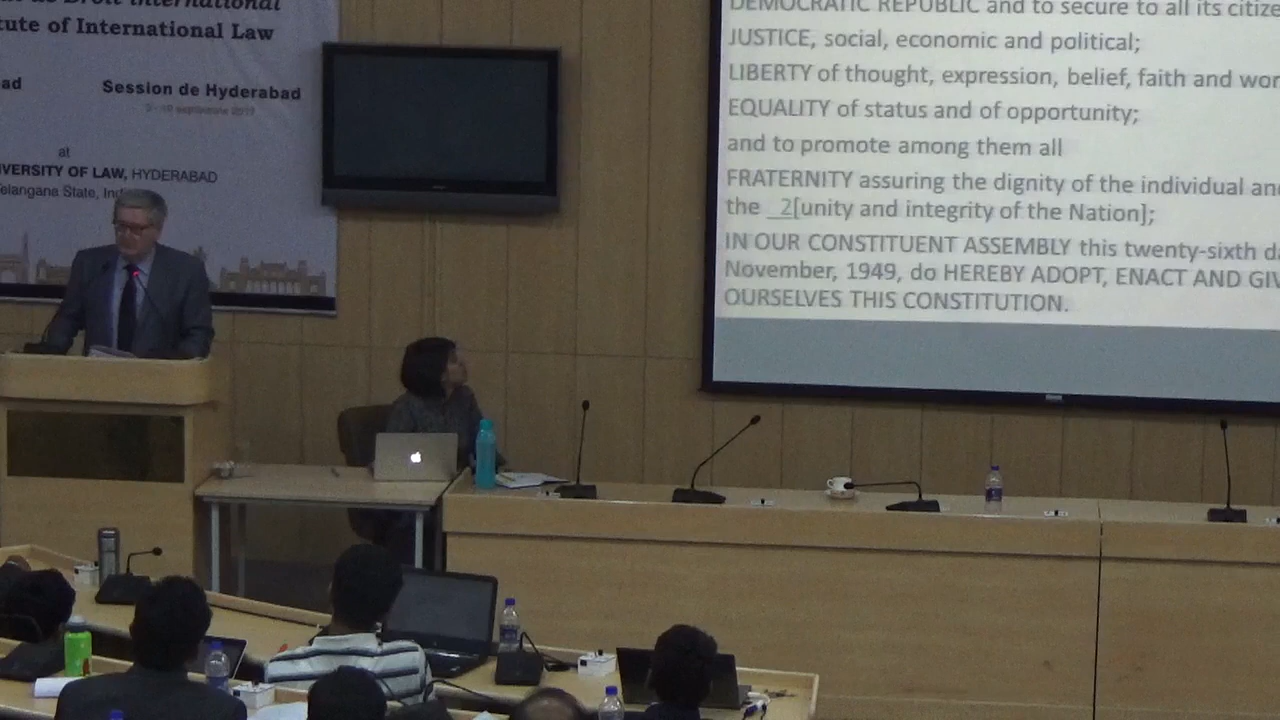 Droit international
tute of International Law
ad
Session de Hyderabad
at
VERSITY OF LAW, HYDERABAD
elangana State, Ind
DEMOCRATIC REPUBLIC and to secure to all its citize
JUSTICE, social, economic and political;
LIBERTY of thought, expression, belief, faith and wor
EQUALITY of status and of opportunity;
and to promote among them all
FRATERNITY assuring the dignity of the individual and
the _2[unity and integrity of the Nation];
IN OUR CONSTITUENT ASSEMBLY this twenty-sixth da
November, 1949, do HEREBY ADOPT, ENACT AND GIV
OURSELVES THIS CONSTITUTION.